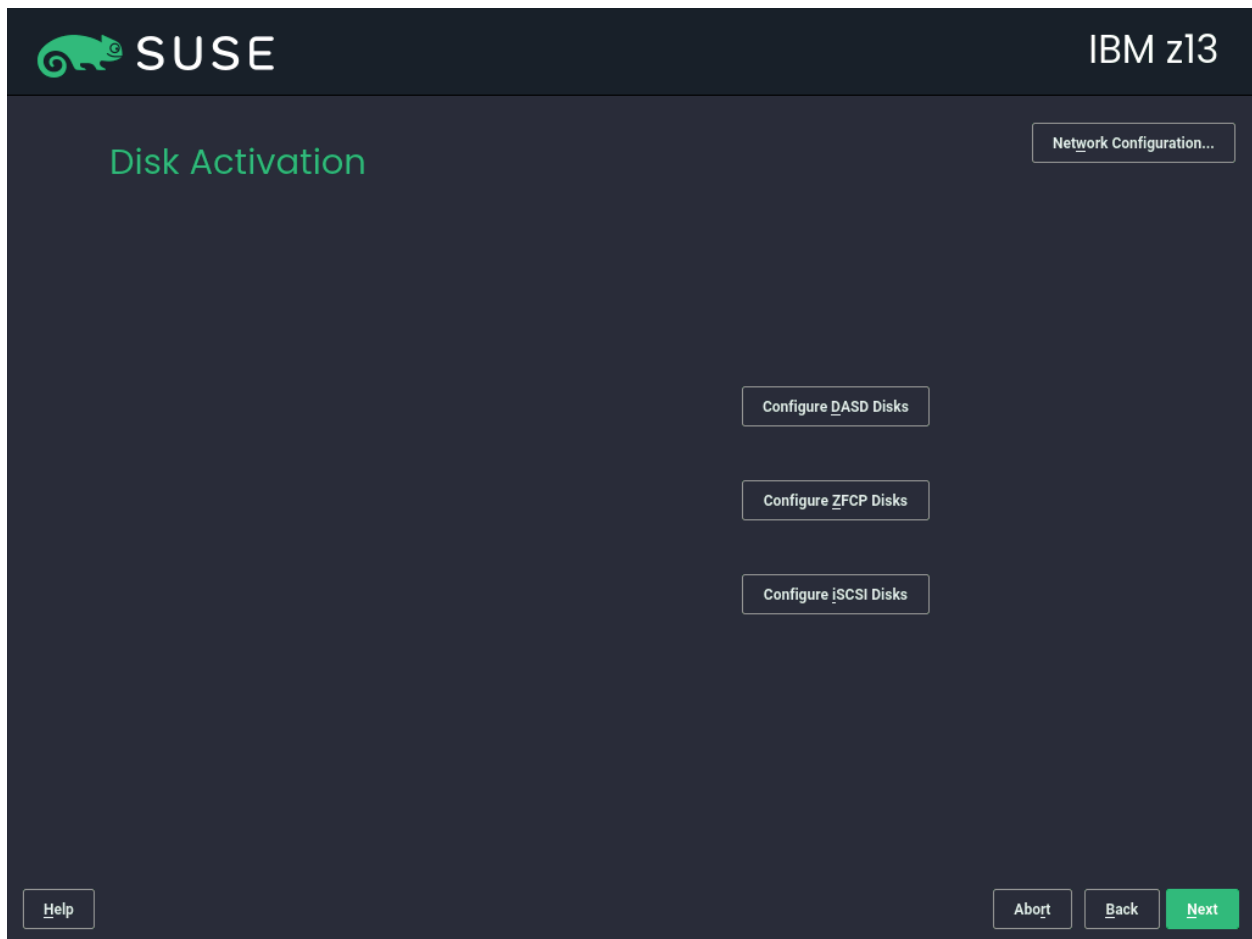 SUSE
IBM z13
Network Configuration...
Disk Activation
Configure DASD Disks
Configure ZFCP Disks
Configure iSCSI Disks
Help
Abort
Back
Next